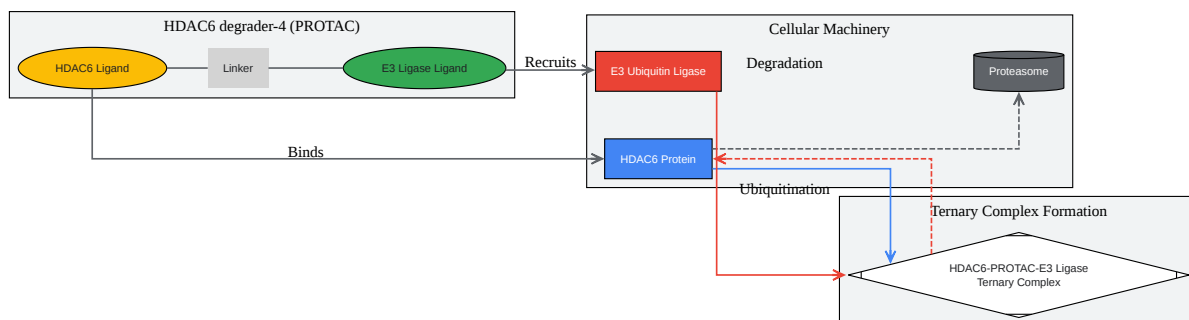 HDAC6 degrader-4 (PROTAC)
HDAC6 Ligand
Linker
E3 Ligase Ligand
Recruits
Binds
Cellular Machinery
E3 Ubiquitin Ligase
Degradation
Proteasome
HDAC6 Protein
Ubiquitination
Ternary Complex Formation
HDAC6-PROTAC-E3 Ligase
Ternary Complex